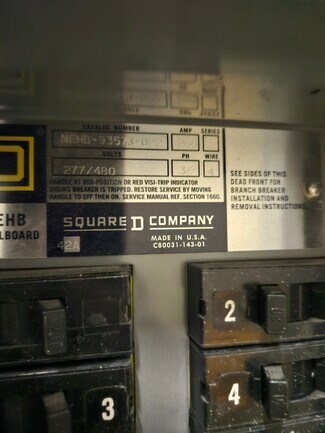 CATALOG NUMBER AMP SERIES
VOLTS PH WIRE
277/480 4
HANDLE AT MID-POSITION OR RED VISI-TRIP INDICATOR
SHOWS BREAKER IS TRIPPED. RESTORE SERVICE BY MOVING
HANDLE TO OFF THEN ON. SERVICE MANUAL REF. SECTION 1660.
SQUARE D COMPANY
42A
MADE IN U.S.A.
C80031-143-01
EHB
LBOARD
SEE SIDES OF THIS
DEAD FRONT FOR
BRANCH BREAKER
INSTALLATION AND
REMOVAL INSTRUCTIONS
2
3
4